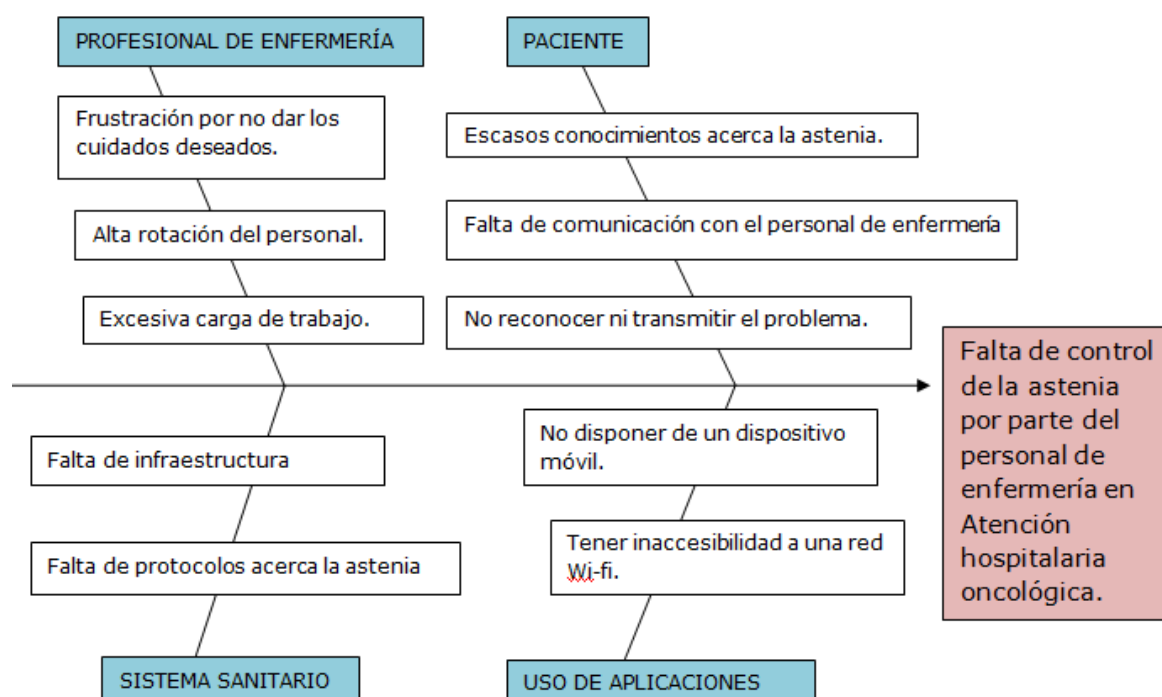 PROFESIONAL DE ENFERMERÍA
Frustración por no dar los
cuidados deseados.
Alta rotación del personal.
Excesiva carga de trabajo.
PACIENTE
Escasos conocimientos acerca la astenia.
Falta de comunicación con el personal de enfermería
No reconocer ni transmitir el problema.
Falta de infraestructura
Falta de protocolos acerca la astenia
SISTEMA SANITARIO
No disponer de un dispositivo
móvil.
Tener inaccesibilidad a una red
Wi-fi.
USO DE APLICACIONES
Falta de control
de la astenia
por parte del
personal de
enfermería en
Atención
hospitalaria
oncológica.